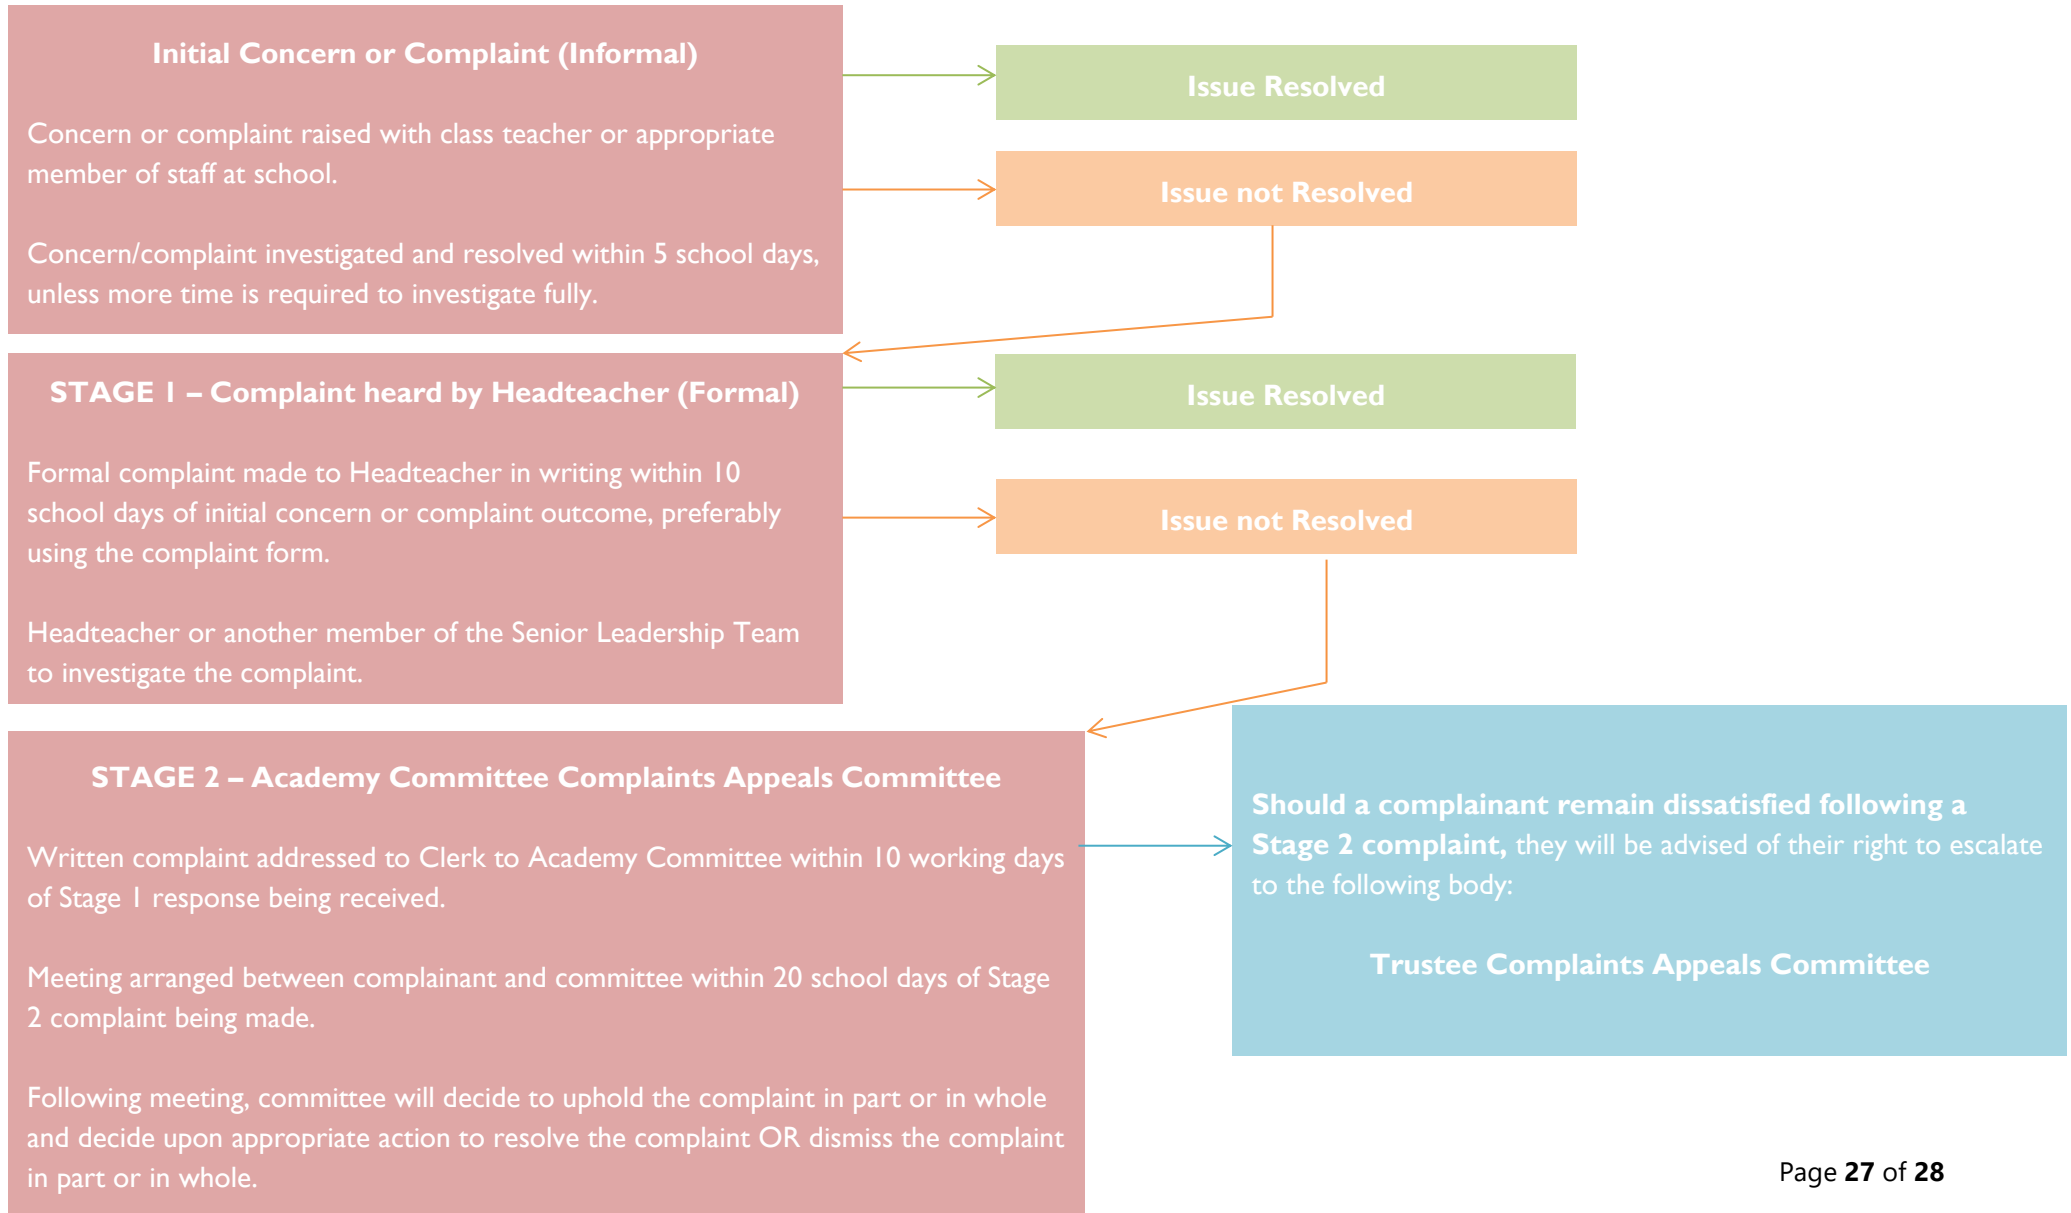 Initial Concern or Complaint (Informal)
Concern or complaint raised with class teacher or appropriate
member of staff at school.
Concern/complaint investigated and resolved within 5 school days,
unless more time is required to investigate fully.
Issue Resolved
Issue not Resolved
STAGE 1 – Complaint heard by Headteacher (Formal)
Formal complaint made to Headteacher in writing within 10
school days of initial concern or complaint outcome, preferably
using the complaint form.
Headteacher or another member of the Senior Leadership Team
to investigate the complaint.
Issue Resolved
Issue not Resolved
STAGE 2 – Academy Committee Complaints Appeals Committee
Written complaint addressed to Clerk to Academy Committee within 10 working days
of Stage 1 response being received.
Meeting arranged between complainant and committee within 20 school days of Stage
2 complaint being made.
Following meeting, committee will decide to uphold the complaint in part or in whole
and decide upon appropriate action to resolve the complaint OR dismiss the complaint
in part or in whole.
Should a complainant remain dissatisfied following a
Stage 2 complaint, they will be advised of their right to escalate
to the following body:
Trustee Complaints Appeals Committee
Page 27 of 28